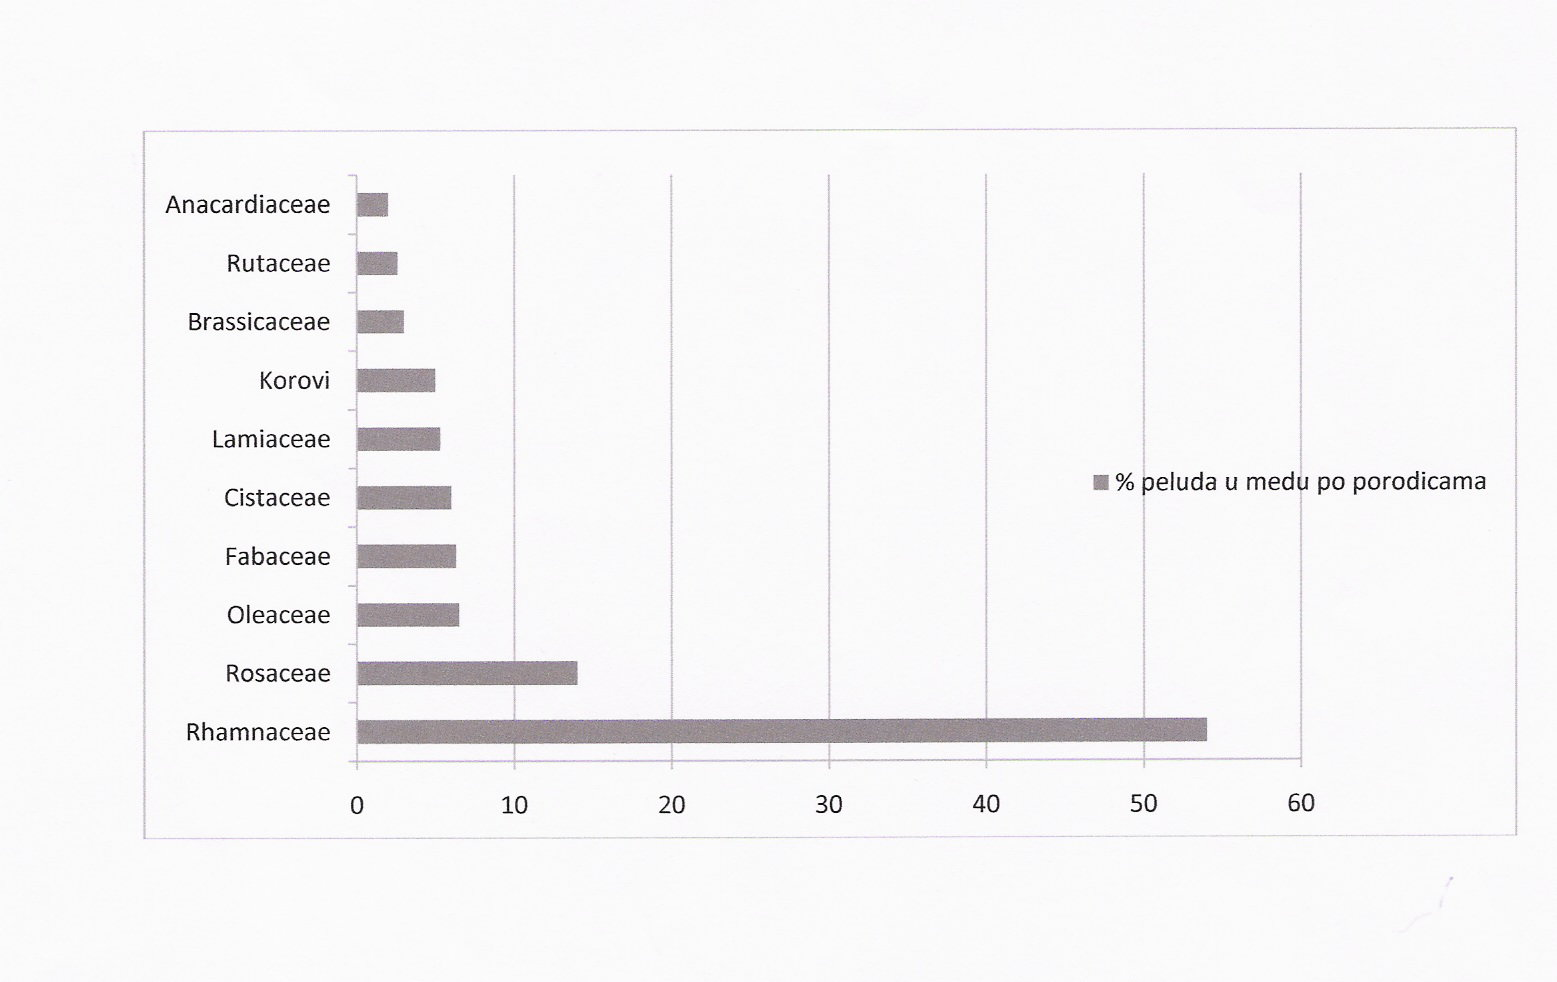 Anacardiaceae
Rutaceae
Brassicaceae
Korovi
Lamiaceae
Cistaceae
Fabaceae
Oleaceae
Rosaceae
Rhamnaceae
% peluda u medu po porodicama
0 10 20 30 40 50 60